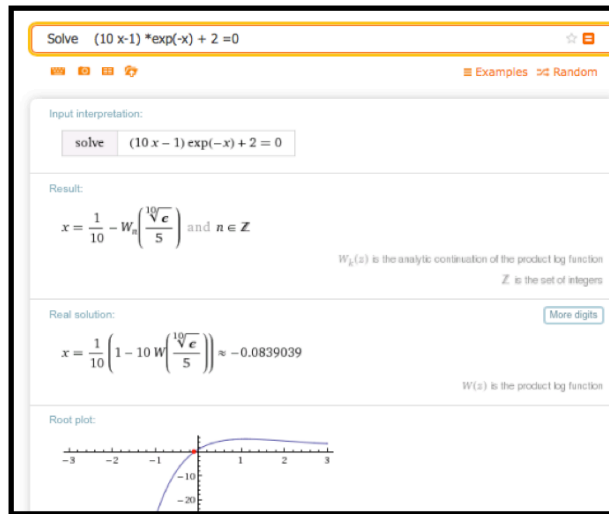 Solve (10 x-1) *exp(-x) + 2 =0
Examples Random
Input interpretation:
solve (10 x − 1) exp(−x) + 2 = 0
Result:
x = 1/10 − W_n(¹⁰√e/5) and n ∈ ℤ
W_k(z) is the analytic continuation of the product log function
ℤ is the set of integers
Real solution:
More digits
x = 1/10 (1 − 10 W(¹⁰√e/5)) ≈ −0.0839039
W(z) is the product log function
Root plot:
−3 −2 −1 1 2 3
−10
−20